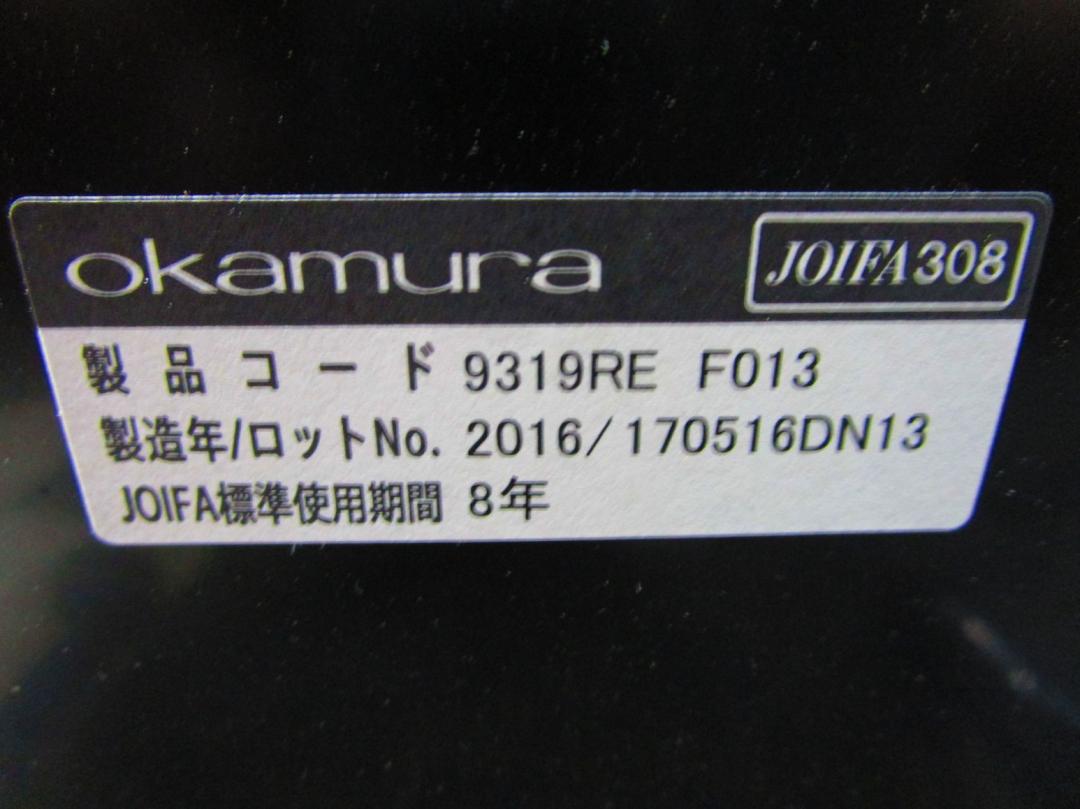 okamura JOIFA308
製品コード 9319RE F013
製造年/ロットNo. 2016/170516DN13
JOIFA標準使用期間 8年